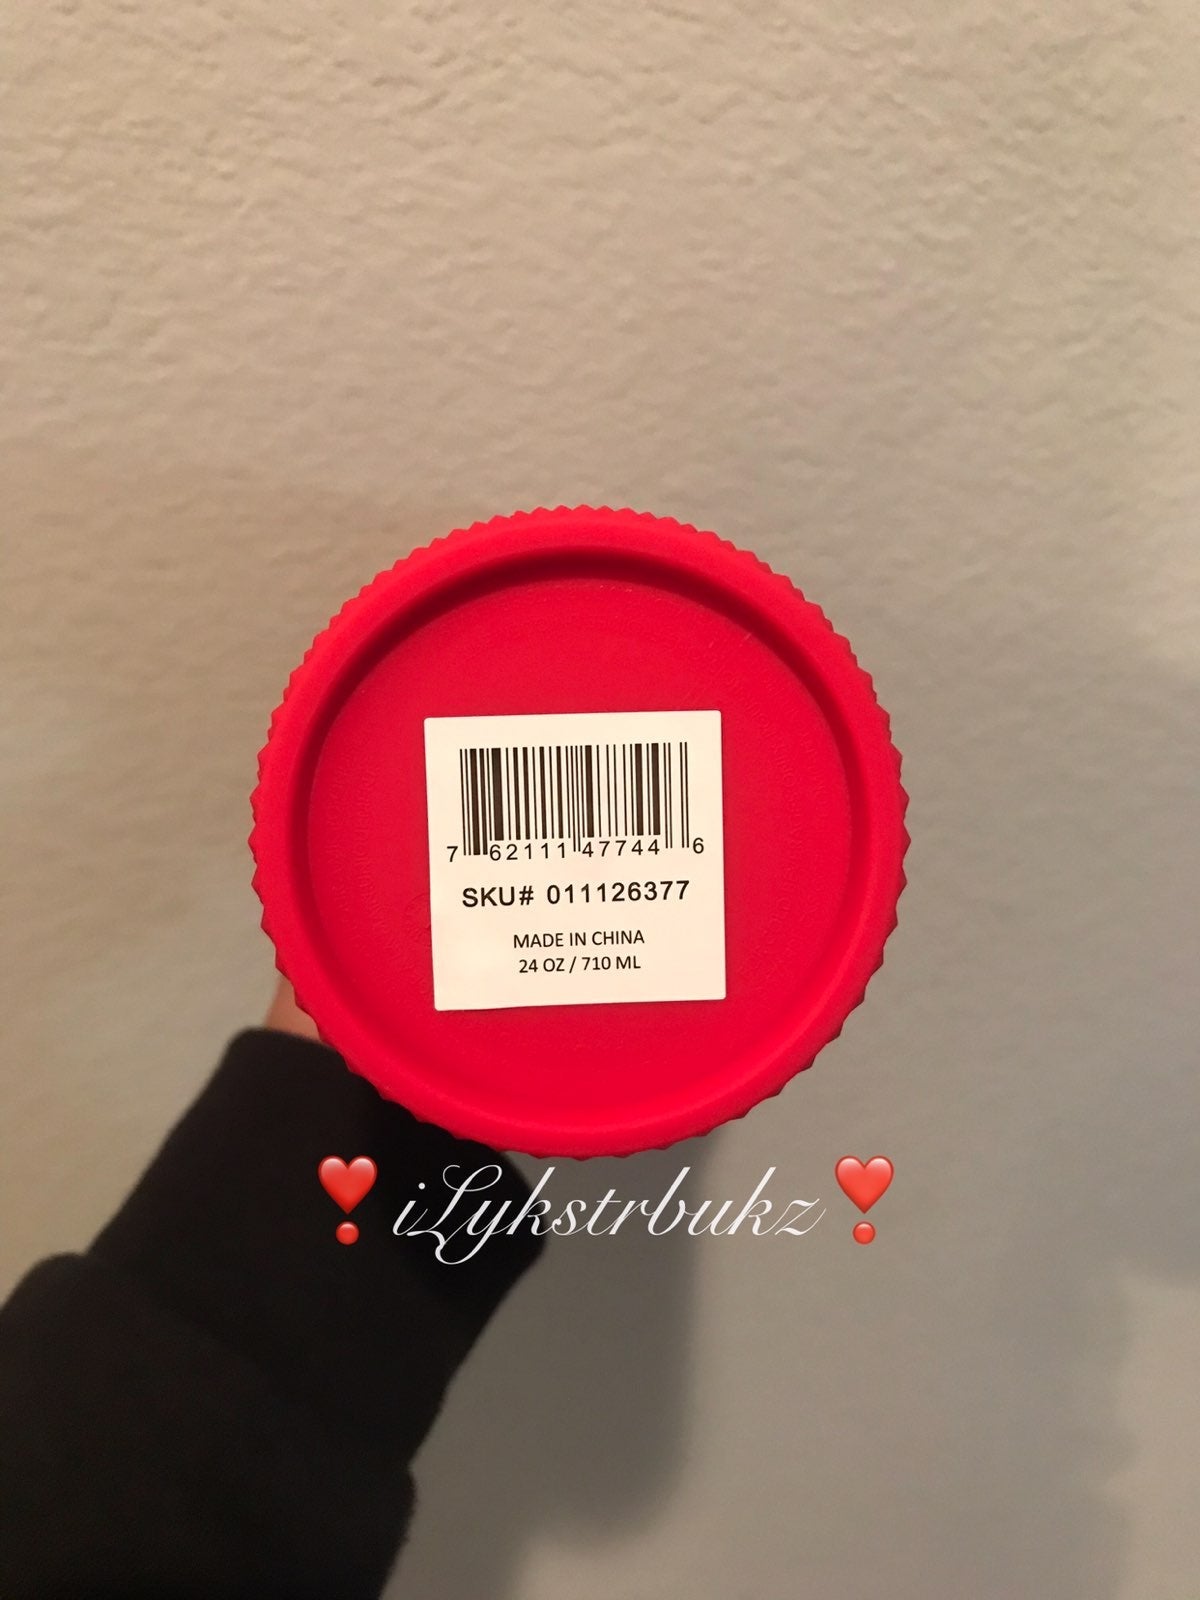 7 62111 47744 6
SKU# 011126377
MADE IN CHINA
24 OZ / 710 ML
❣️iLykstrbukz❣️